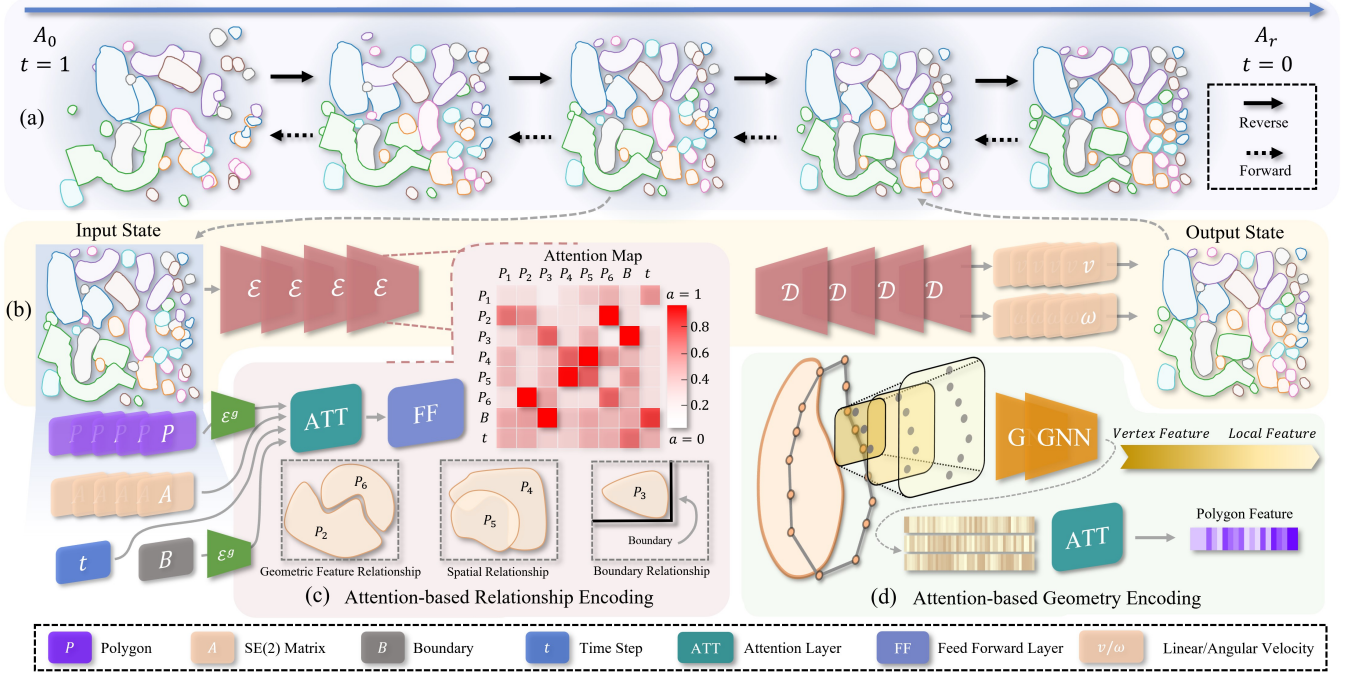 A₀
t = 1
A_r
t = 0
(a)
Reverse
Forward
Input State
Output State
(b)
ℰ ℰ ℰ ℰ
𝒟 𝒟 𝒟 𝒟
v
ω
Attention Map
P₁ P₂ P₃ P₄ P₅ P₆ B t
P₁
P₂
P₃
P₄
P₅
P₆
B
t
a = 1
0.8
0.6
0.4
0.2
a = 0
P P P P P
ℰᵍ
A
t
B
ℰᵍ
ATT
FF
P₆
P₂
Geometric Feature Relationship
P₄
P₅
Spatial Relationship
P₃
Boundary
Boundary Relationship
(c) Attention-based Relationship Encoding
G GNN
Vertex Feature Local Feature
ATT
Polygon Feature
(d) Attention-based Geometry Encoding
P Polygon
A SE(2) Matrix
B Boundary
t Time Step
ATT Attention Layer
FF Feed Forward Layer
v/ω Linear/Angular Velocity